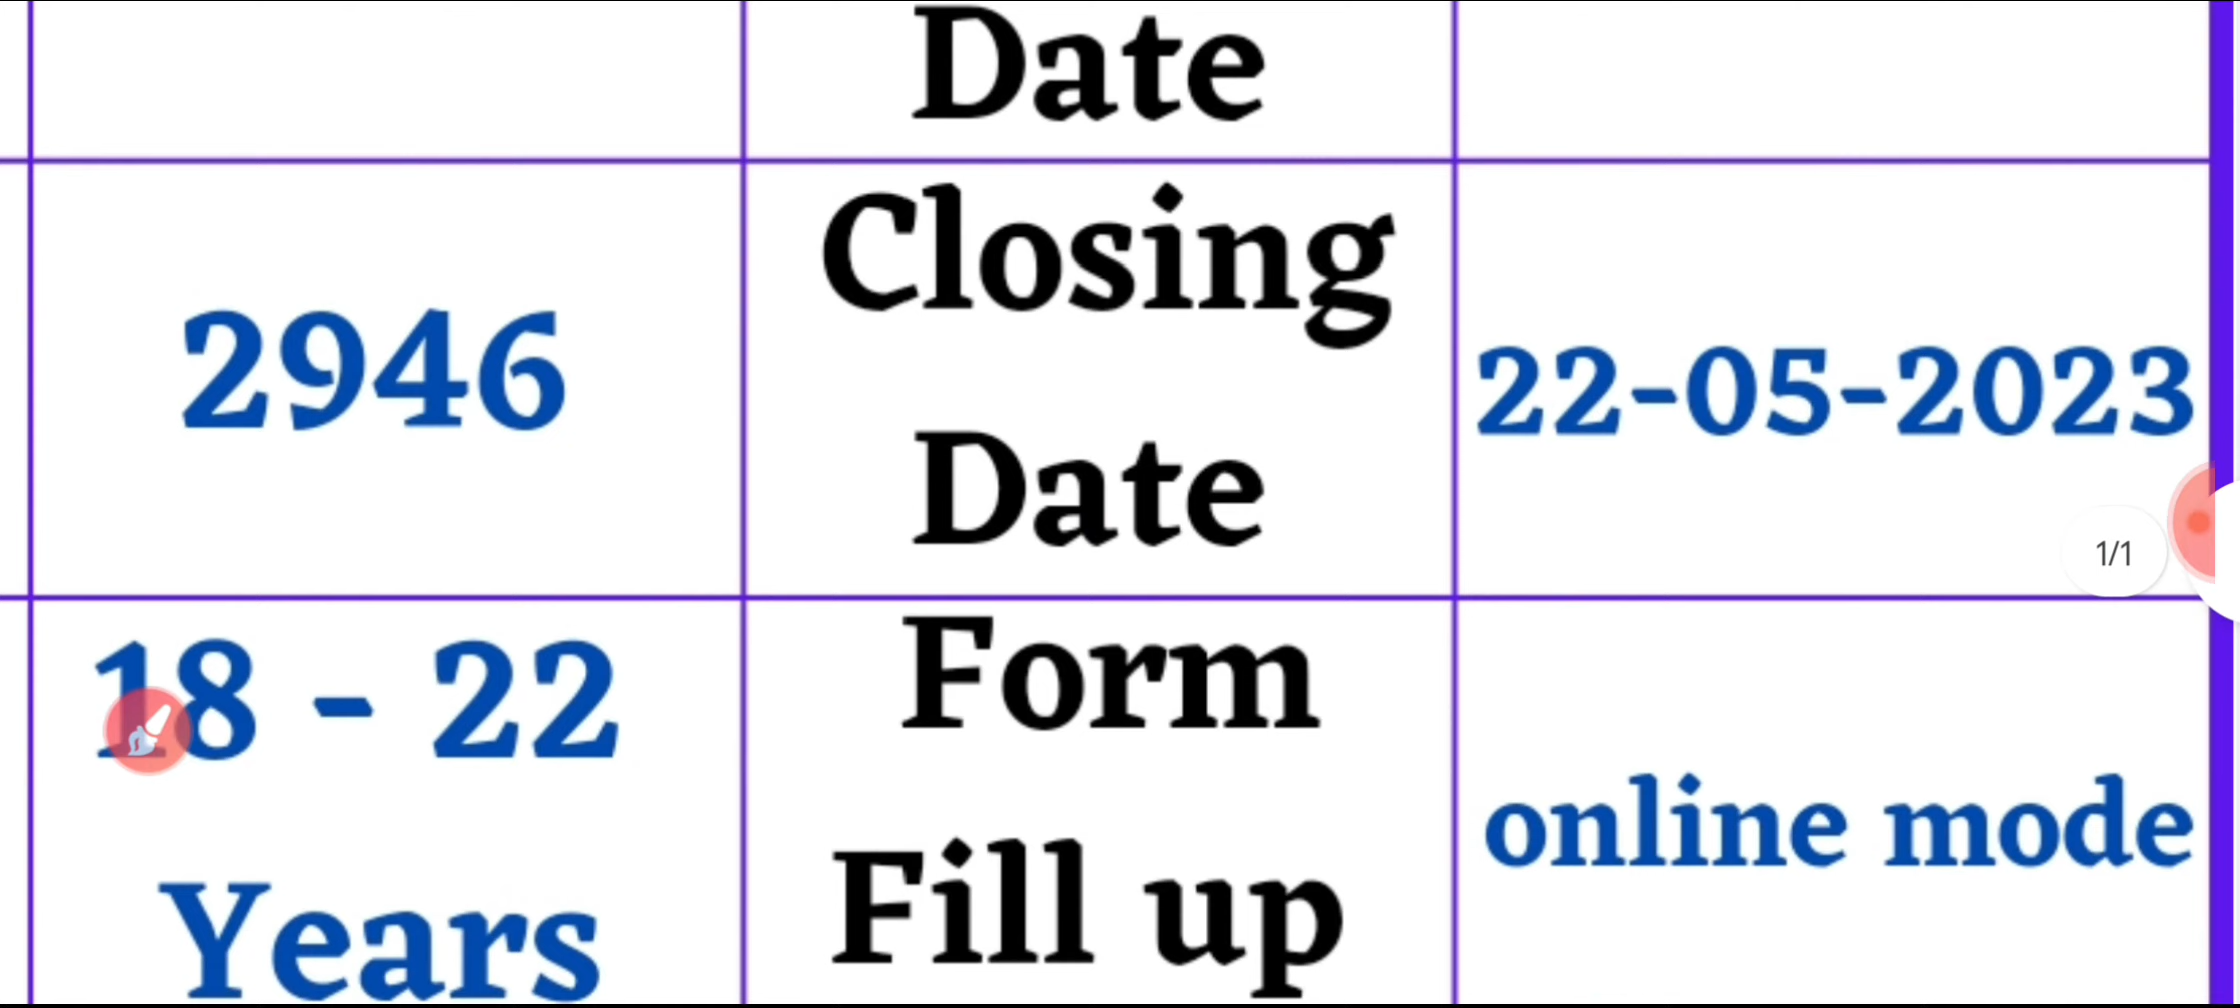 Date
Closing
2946
22-05-2023
Date
1/1
18 - 22
Form
online mode
Fill up
Years